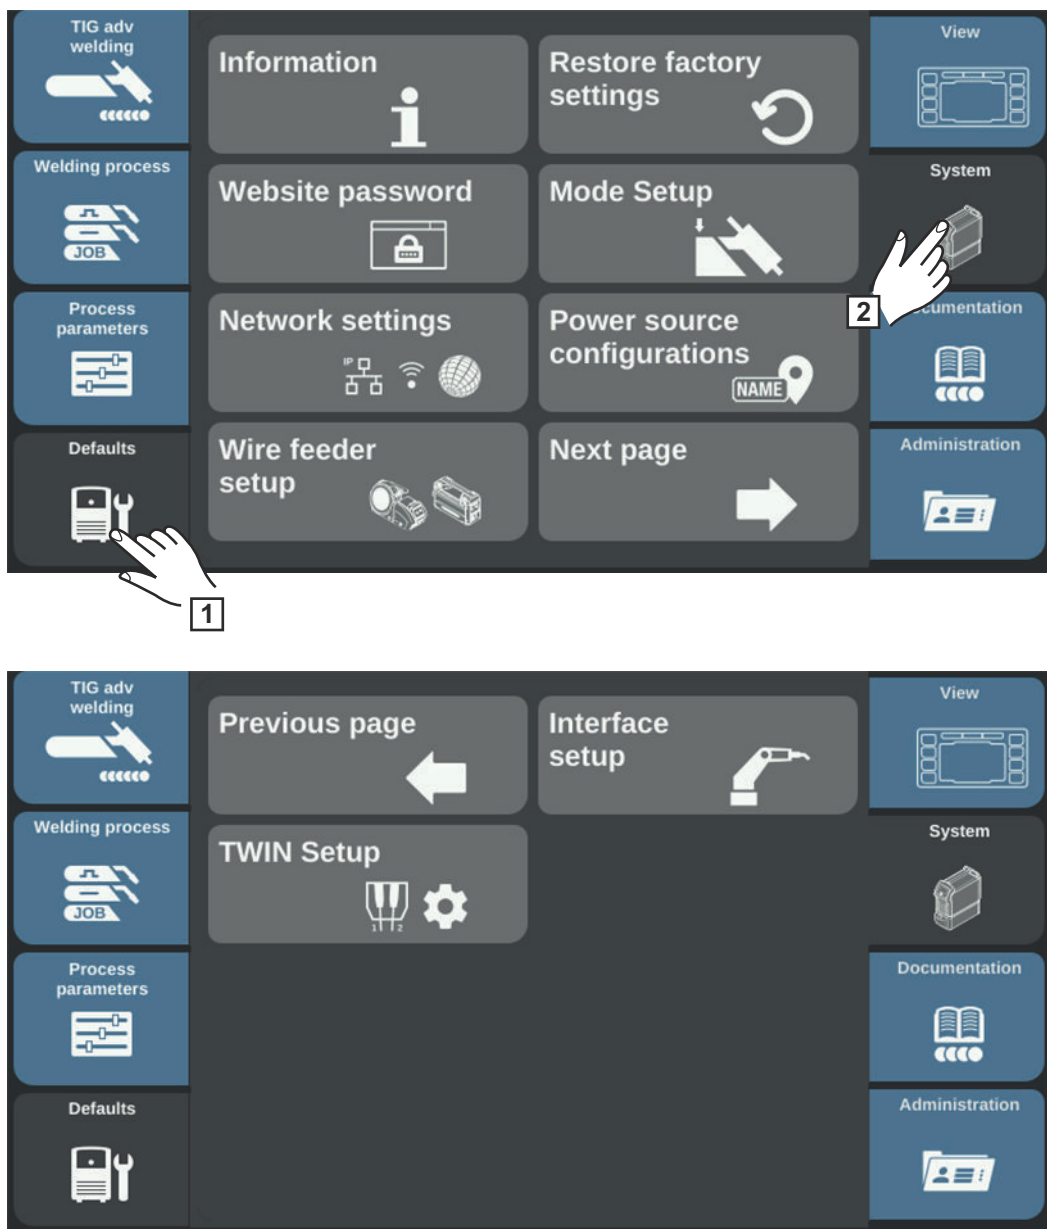 TIG adv
welding
Welding process
JOB
Process
parameters
Defaults
1
Information
Restore factory
settings
Website password
Mode Setup
Network settings
IP
Power source
configurations
NAME
Wire feeder
setup
Next page
View
System
2
cumentation
Administration
TIG adv
welding
Welding process
JOB
Process
parameters
Defaults
Previous page
Interface
setup
TWIN Setup
1 2
View
System
Documentation
Administration